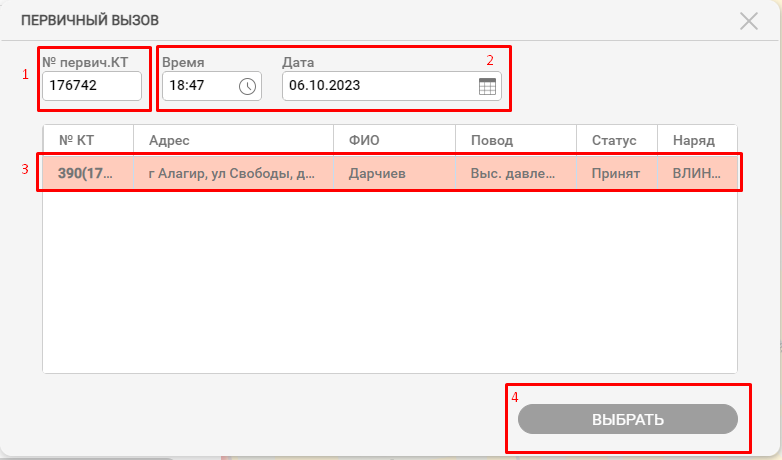 ПЕРВИЧНЫЙ ВЫЗОВ
1 № первич.КТ Время Дата 2
176742 18:47 06.10.2023
№ КТ Адрес ФИО Повод Статус Наряд
3 390(17... г Алагир, ул Свободы, д... Дарчиев Выс. давле... Принят ВЛИН...
4
ВЫБРАТЬ